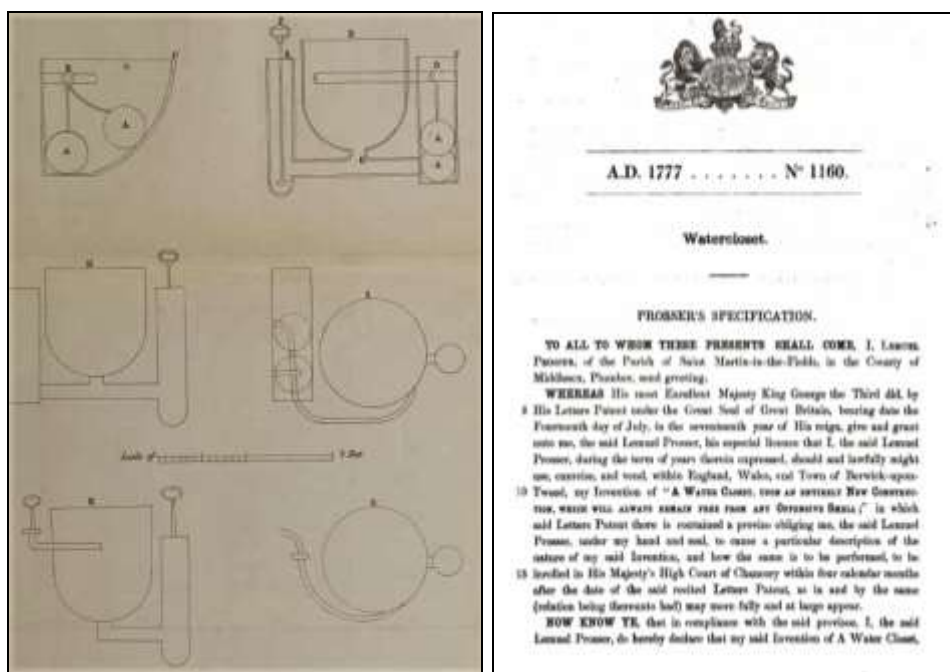 A.D. 1777 . . . . . . . Nº 1160.
Watercloset.
PROSSER'S SPECIFICATION.
TO ALL TO WHOM THESE PRESENTS SHALL COME, I, LEMUEL
PROSSER, of the Parish of Saint Martin-in-the-Fields, in the County of
Middlesex, Plumber, send greeting.
WHEREAS His most Excellent Majesty King George the Third did, by
5 His Letters Patent under the Great Seal of Great Britain, bearing date the
Fourteenth day of July, in the seventeenth year of His reign, give and grant
unto me, the said Lemuel Prosser, his especial licence that I, the said Lemuel
Prosser, during the term of years therein expressed, should and lawfully might
use, exercise, and vend, within England, Wales, and Town of Berwick-upon-
10 Tweed, my Invention of "A WATER CLOSET, UPON AN ENTIRELY NEW CONSTRUC-
TION, WHICH WILL ALWAYS REMAIN FREE FROM ANY OFFENSIVE SMELL;" in which
said Letters Patent there is contained a proviso obliging me, the said Lemuel
Prosser, under my hand and seal, to cause a particular description of the
nature of my said Invention, and how the same is to be performed, to be
15 inrolled in His Majesty's High Court of Chancery within four calendar months
after the date of the said recited Letters Patent, as in and by the same
(relation being thereunto had) may more fully and at large appear.
NOW KNOW YE, that in compliance with the said proviso, I, the said
Lemuel Prosser, do hereby declare that my said Invention of A Water Closet,
Scale of